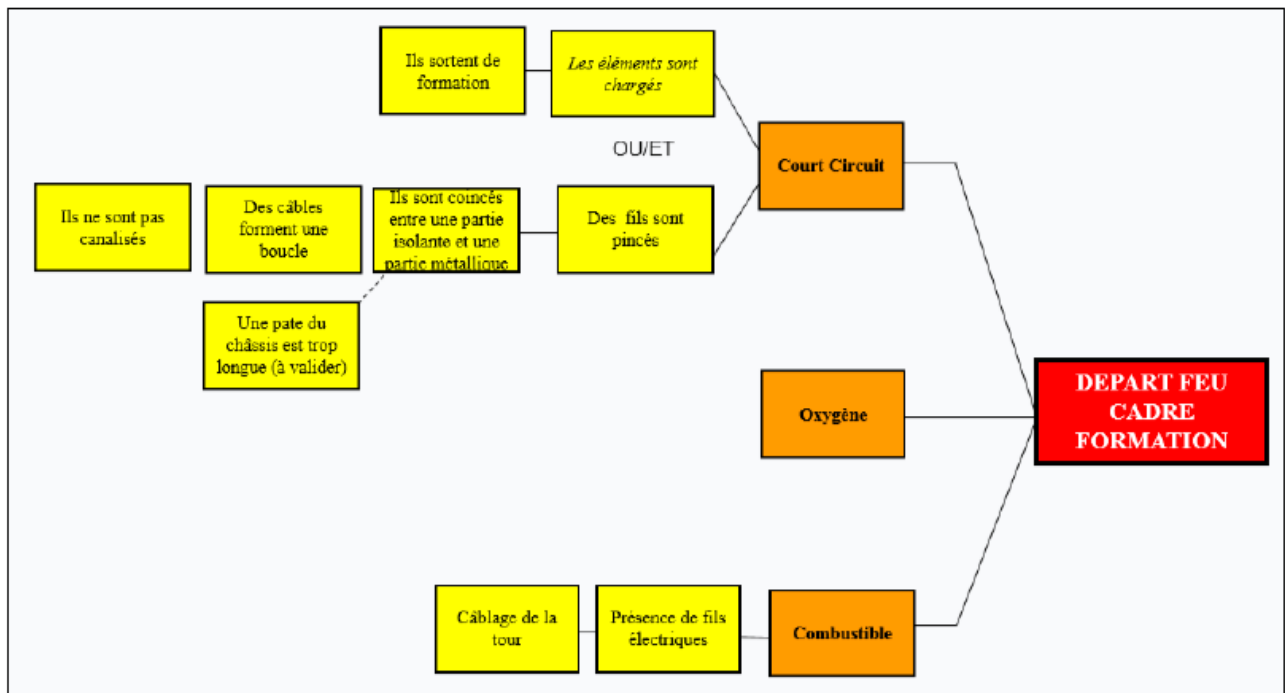 Ils sortent de
formation
Les éléments sont
chargés
OU/ET
Court Circuit
Ils ne sont pas
canalisés
Des câbles
forment une
boucle
Ils sont coincés
entre une partie
isolante et une
partie métallique
Des fils sont
pincés
Une pate du
châssis est trop
longue (à valider)
Oxygène
DEPART FEU
CADRE
FORMATION
Câblage de la
tour
Présence de fils
électriques
Combustible